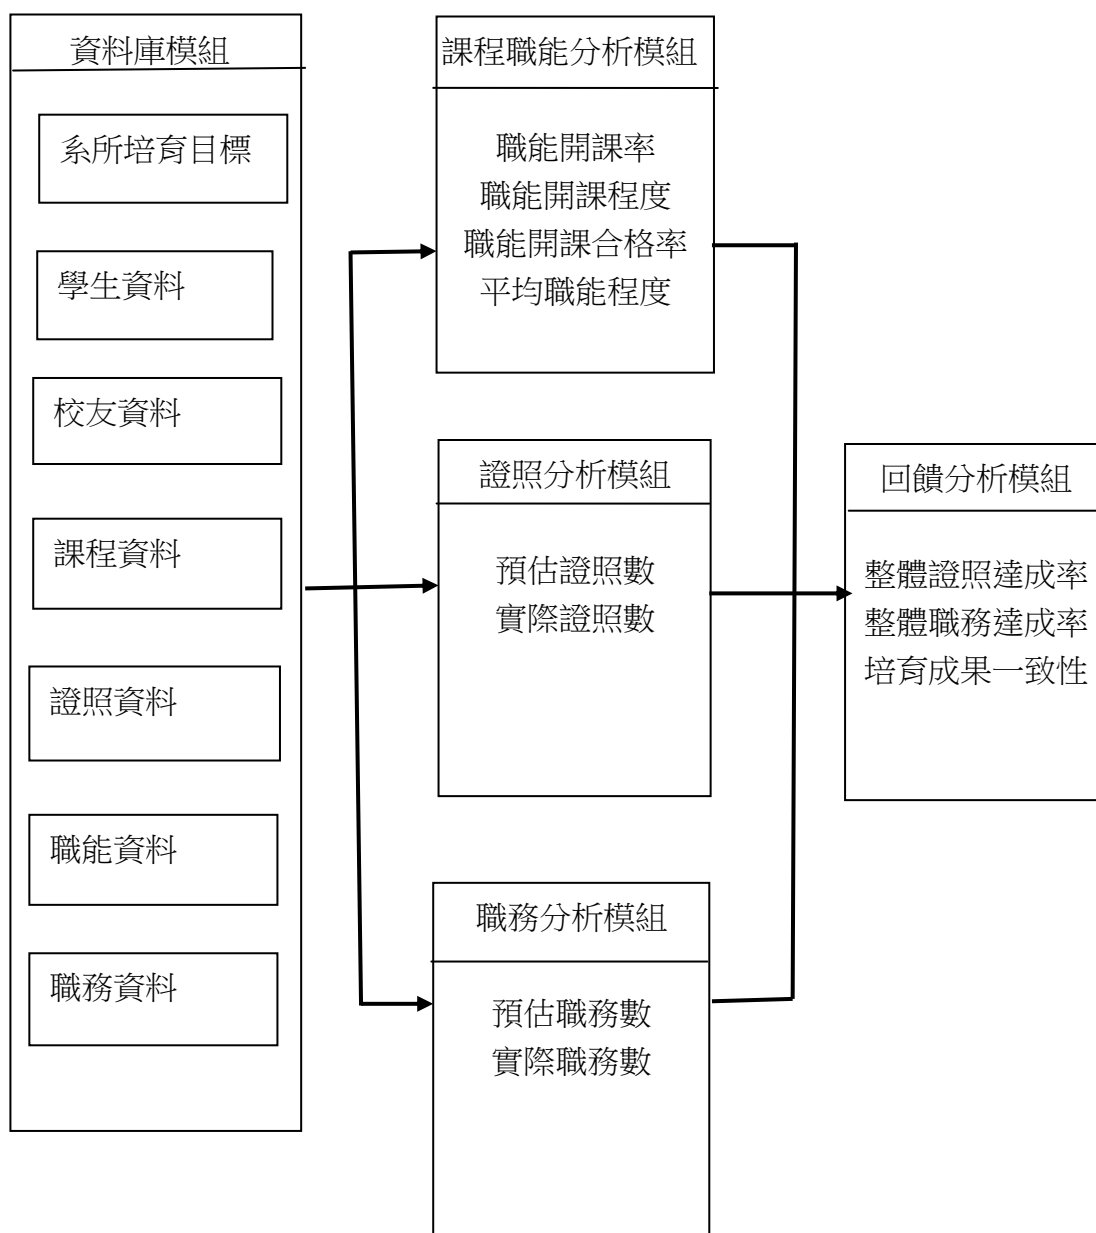 資料庫模組
系所培育目標
學生資料
校友資料
課程資料
證照資料
職能資料
職務資料
課程職能分析模組
職能開課率
職能開課程度
職能開課合格率
平均職能程度
證照分析模組
預估證照數
實際證照數
職務分析模組
預估職務數
實際職務數
回饋分析模組
整體證照達成率
整體職務達成率
培育成果一致性